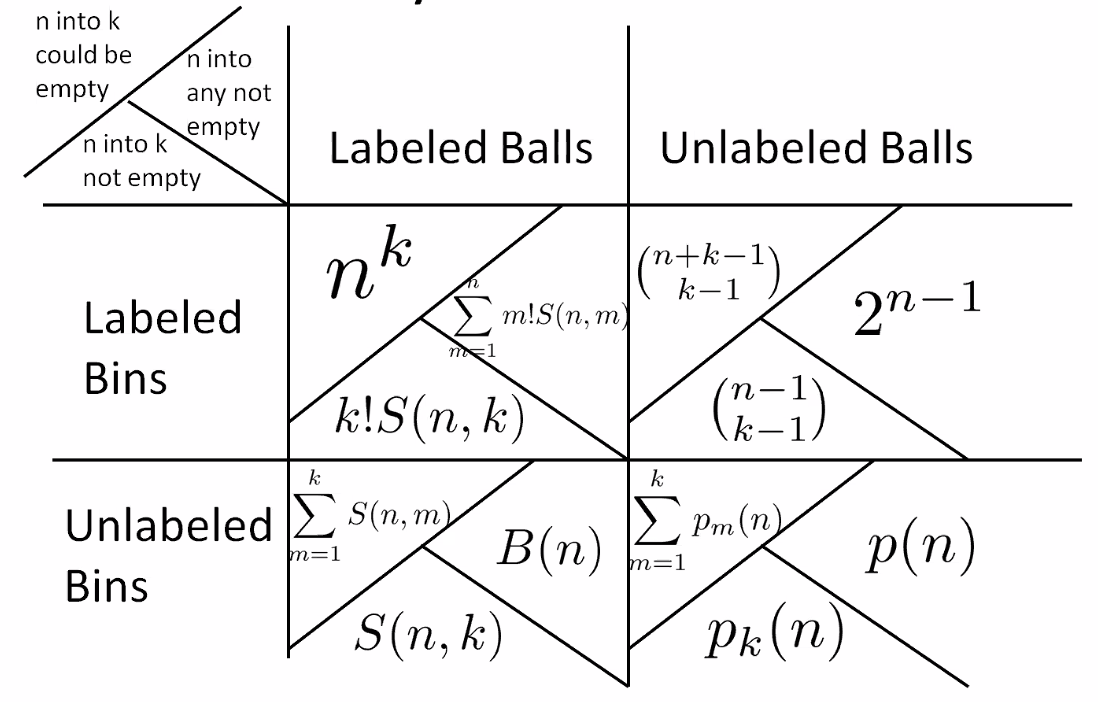 n into k
could be
empty
n into
any not
empty
n into k
not empty
Labeled Balls
Unlabeled Balls
Labeled
Bins
n^k
\sum_{m=1}^{n} m!S(n, m)
k!S(n, k)
\binom{n+k-1}{k-1}
2^{n-1}
\binom{n-1}{k-1}
Unlabeled
Bins
\sum_{m=1}^{k} S(n, m)
B(n)
S(n, k)
\sum_{m=1}^{k} p_m(n)
p(n)
p_k(n)